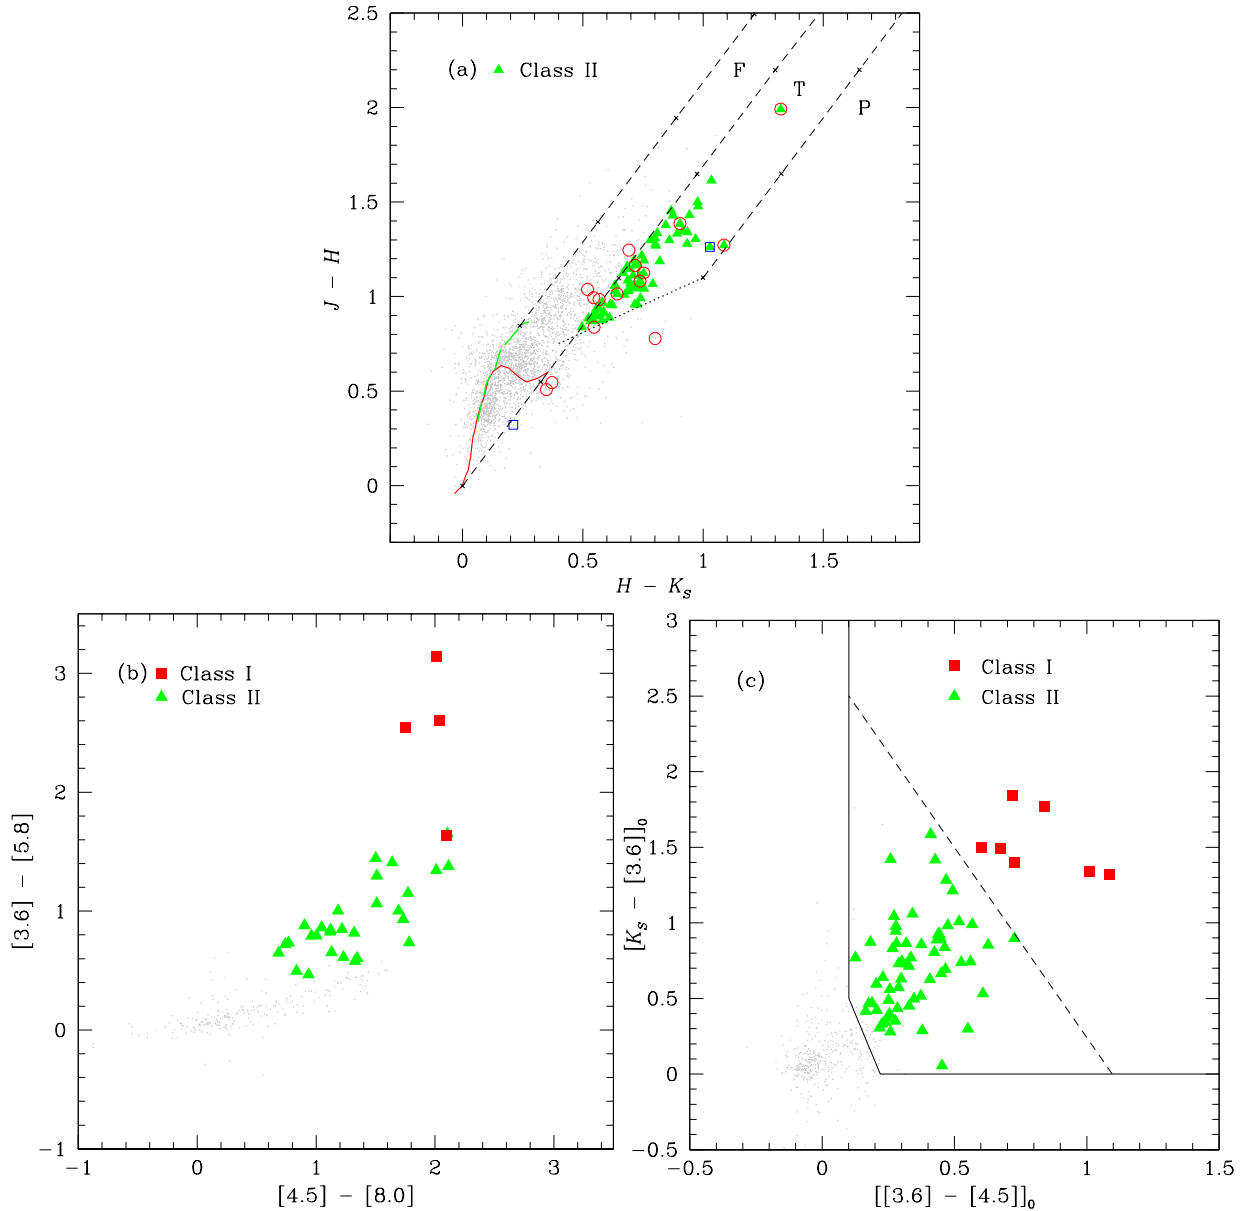 2.5
2
1.5
1
0.5
0
J − H
(a) Class II
F
T
P
0 0.5 1 1.5
H − Ks
3
2
1
0
−1
[3.6] − [5.8]
(b) Class I
Class II
−1 0 1 2 3
[4.5] − [8.0]
3
2.5
2
1.5
1
0.5
0
−0.5
[Ks − [3.6]]0
(c)
Class I
Class II
−0.5 0 0.5 1 1.5
[[3.6] − [4.5]]0